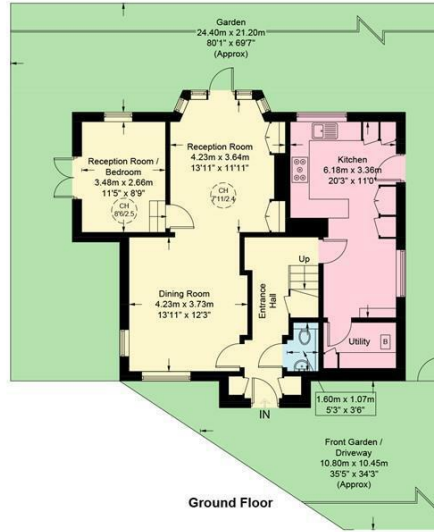 Garden
24.40m x 21.20m
80'1" x 69'7"
(Approx)
Reception Room /
Bedroom
3.48m x 2.66m
11'5" x 8'9"
CH
8'6/2.5
Reception Room
4.23m x 3.64m
13'11" x 11'11"
CH
7'11/2.4
Kitchen
6.18m x 3.36m
20'3" x 11'0"
Dining Room
4.23m x 3.73m
13'11" x 12'3"
Entrance
Hall
Up
Utility
B
IN
1.60m x 1.07m
5'3" x 3'6"
Front Garden /
Driveway
10.80m x 10.45m
35'5" x 34'3"
(Approx)
Ground Floor